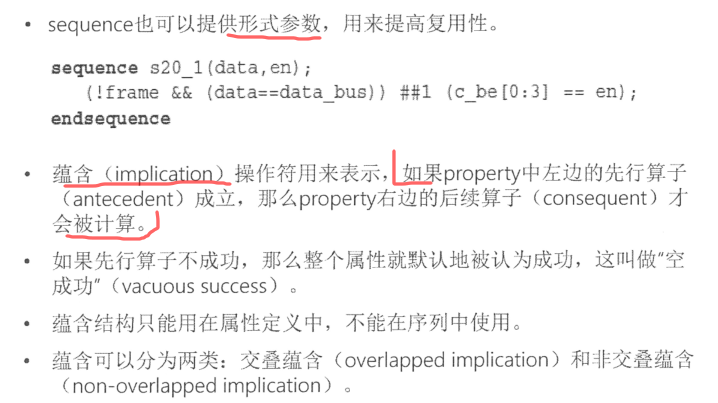 • sequence也可以提供形式参数，用来提高复用性。
sequence s20_1(data,en);
(!frame && (data==data_bus)) ##1 (c_be[0:3] == en);
endsequence
• 蕴含（implication）操作符用来表示，如果property中左边的先行算子
（antecedent）成立，那么property右边的后续算子（consequent）才
会被计算。
• 如果先行算子不成功，那么整个属性就默认地被认为成功，这叫做“空
成功”（vacuous success）。
• 蕴含结构只能用在属性定义中，不能在序列中使用。
• 蕴含可以分为两类：交叠蕴含（overlapped implication）和非交叠蕴含
（non-overlapped implication）。